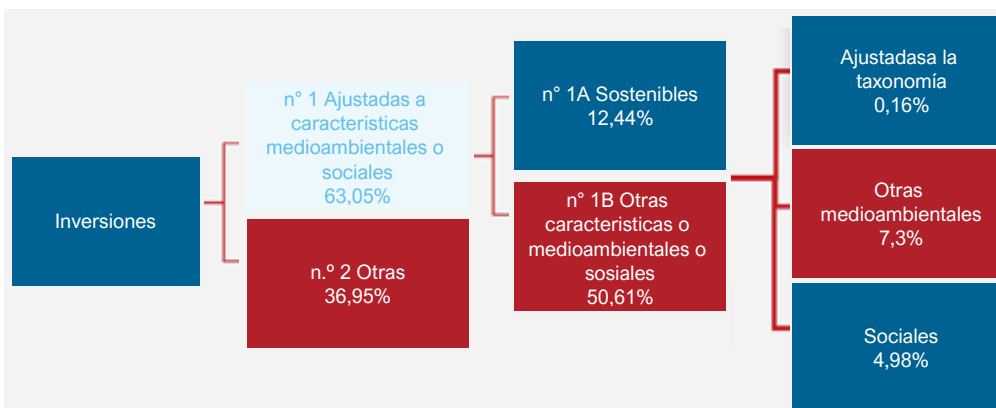 Inversiones
n° 1 Ajustadas a
caracteristicas
medioambientales o
sociales
63,05%
n.º 2 Otras
36,95%
n° 1A Sostenibles
12,44%
n° 1B Otras
caracteristicas o
medioambientales o
sosiales
50,61%
Ajustadasa la
taxonomía
0,16%
Otras
medioambientales
7,3%
Sociales
4,98%